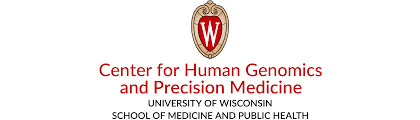 W
Center for Human Genomics
and Precision Medicine
UNIVERSITY OF WISCONSIN
SCHOOL OF MEDICINE AND PUBLIC HEALTH